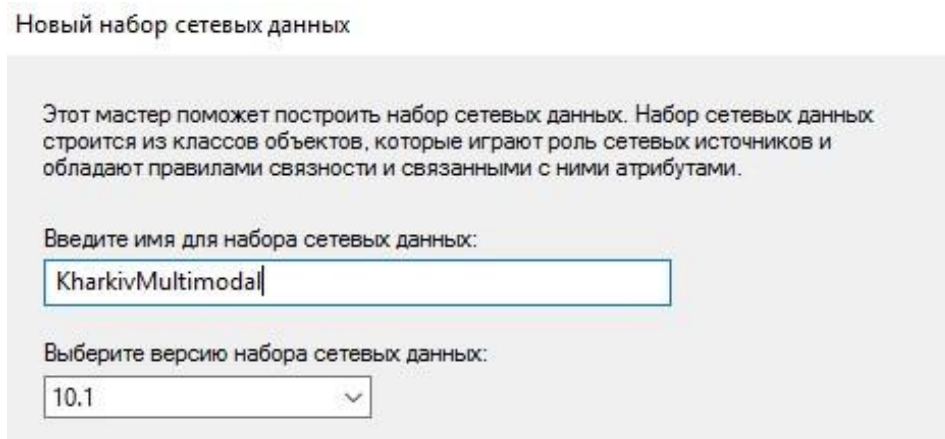 Новый набор сетевых данных
Этот мастер поможет построить набор сетевых данных. Набор сетевых данных
строится из классов объектов, которые играют роль сетевых источников и
обладают правилами связности и связанными с ними атрибутами.
Введите имя для набора сетевых данных:
KharkivMultimodal
Выберите версию набора сетевых данных:
10.1